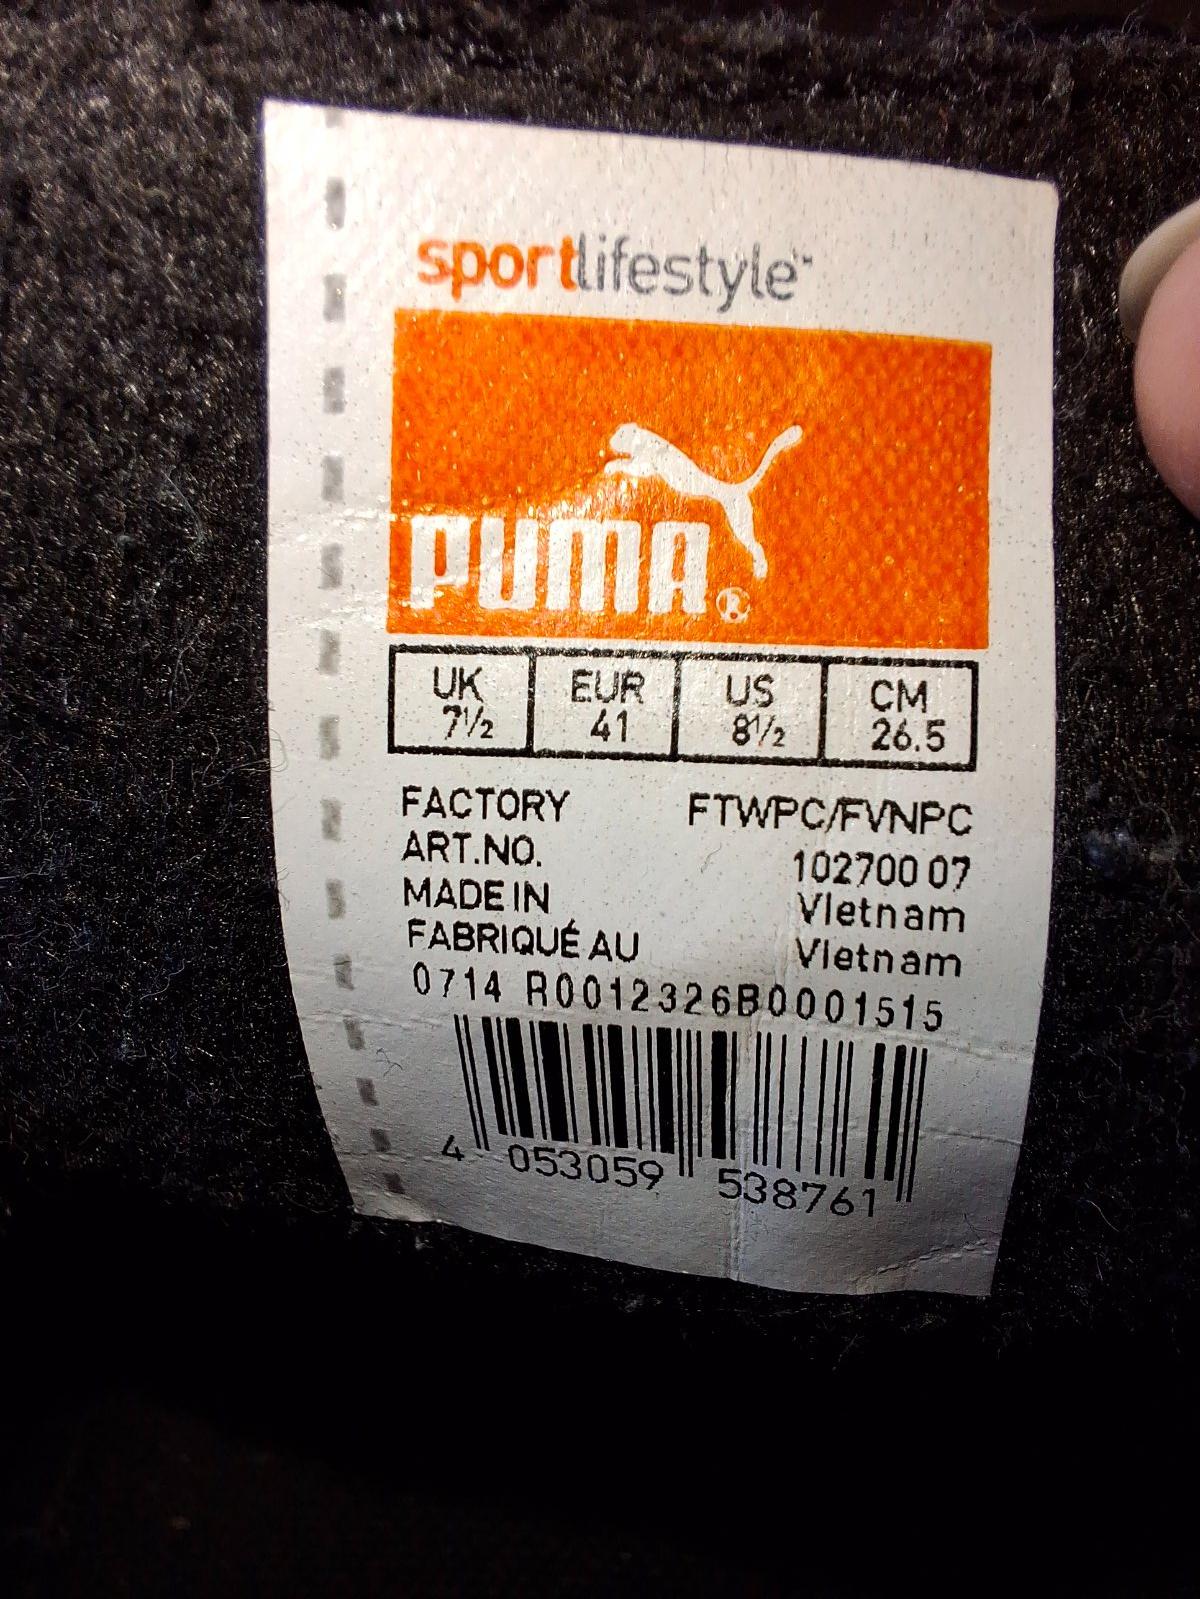 sportlifestyle™
PUMA®
UK EUR US CM
7½ 41 8½ 26.5
FACTORY FTWPC/FVNPC
ART.NO. 102700 07
MADE IN Vietnam
FABRIQUÉ AU Vietnam
0714 R0012326B0001515
4 053059 538761